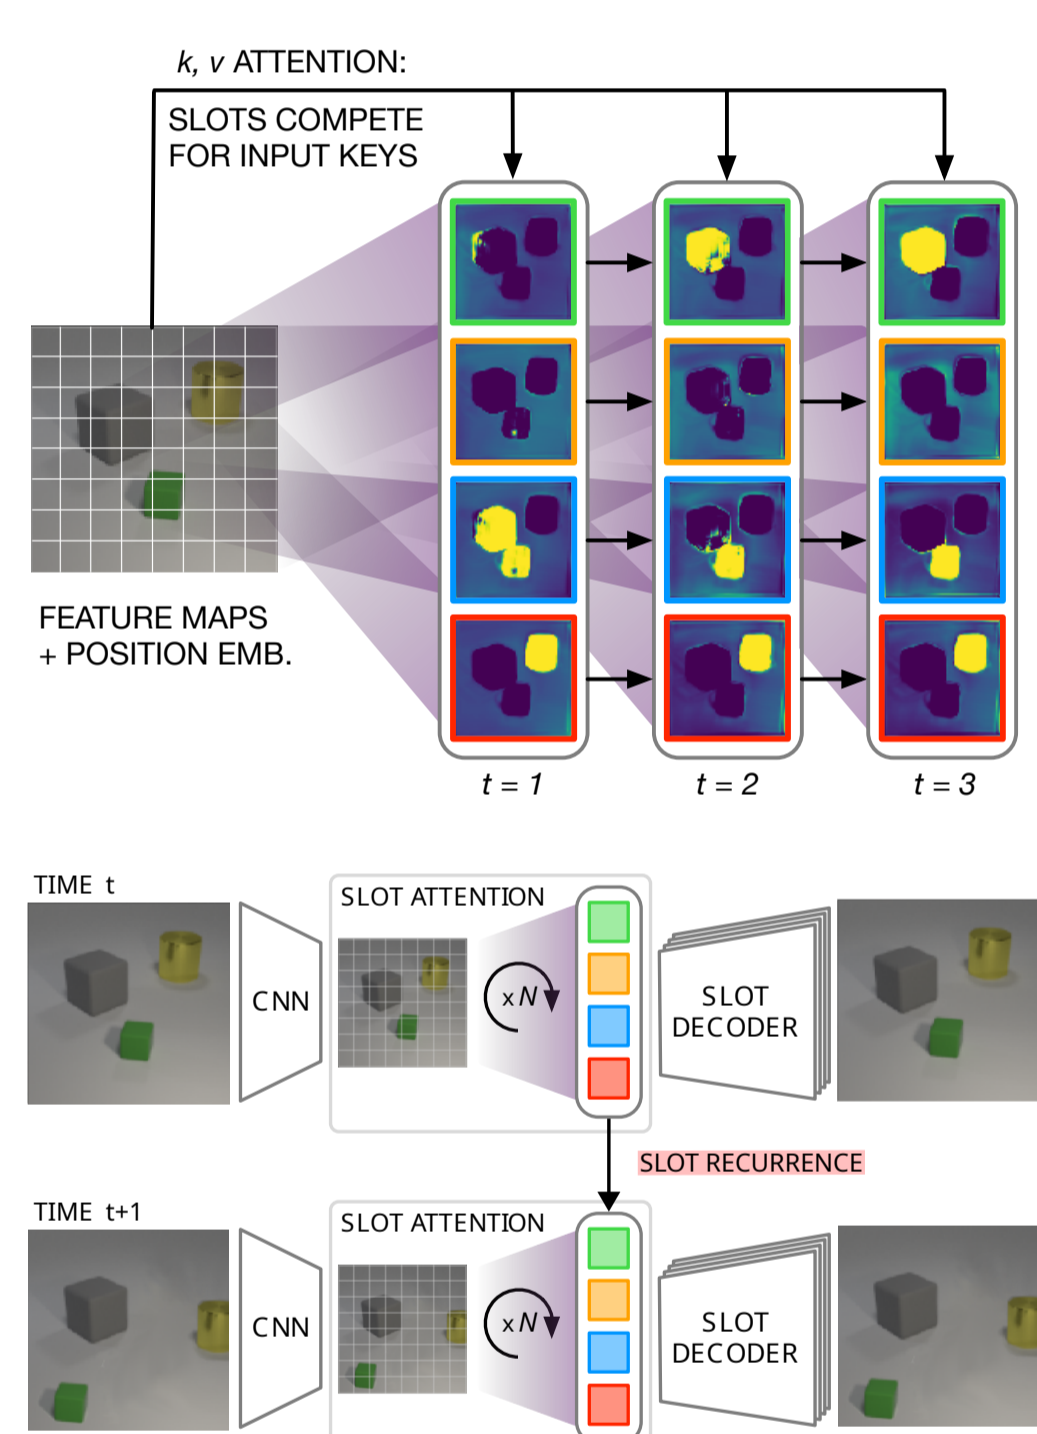 k, v ATTENTION:
SLOTS COMPETE
FOR INPUT KEYS
FEATURE MAPS
+ POSITION EMB.
t = 1
t = 2
t = 3
TIME t
SLOT ATTENTION
CNN
x N
SLOT
DECODER
SLOT RECURRENCE
TIME t+1
SLOT ATTENTION
CNN
x N
SLOT
DECODER